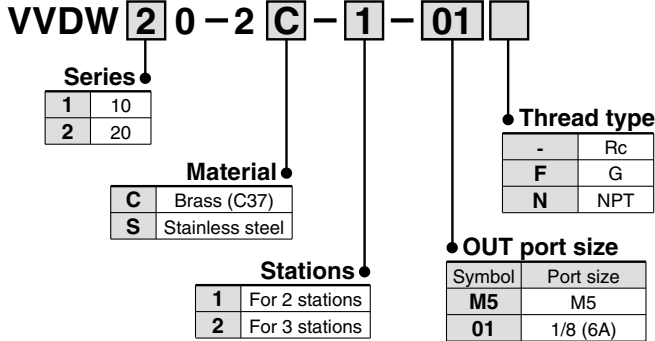 VVDW 2 0 – 2 C – 1 – 01
Series
1 10
2 20
Material
C Brass (C37)
S Stainless steel
Stations
1 For 2 stations
2 For 3 stations
Thread type
- Rc
F G
N NPT
OUT port size
Symbol Port size
M5 M5
01 1/8 (6A)